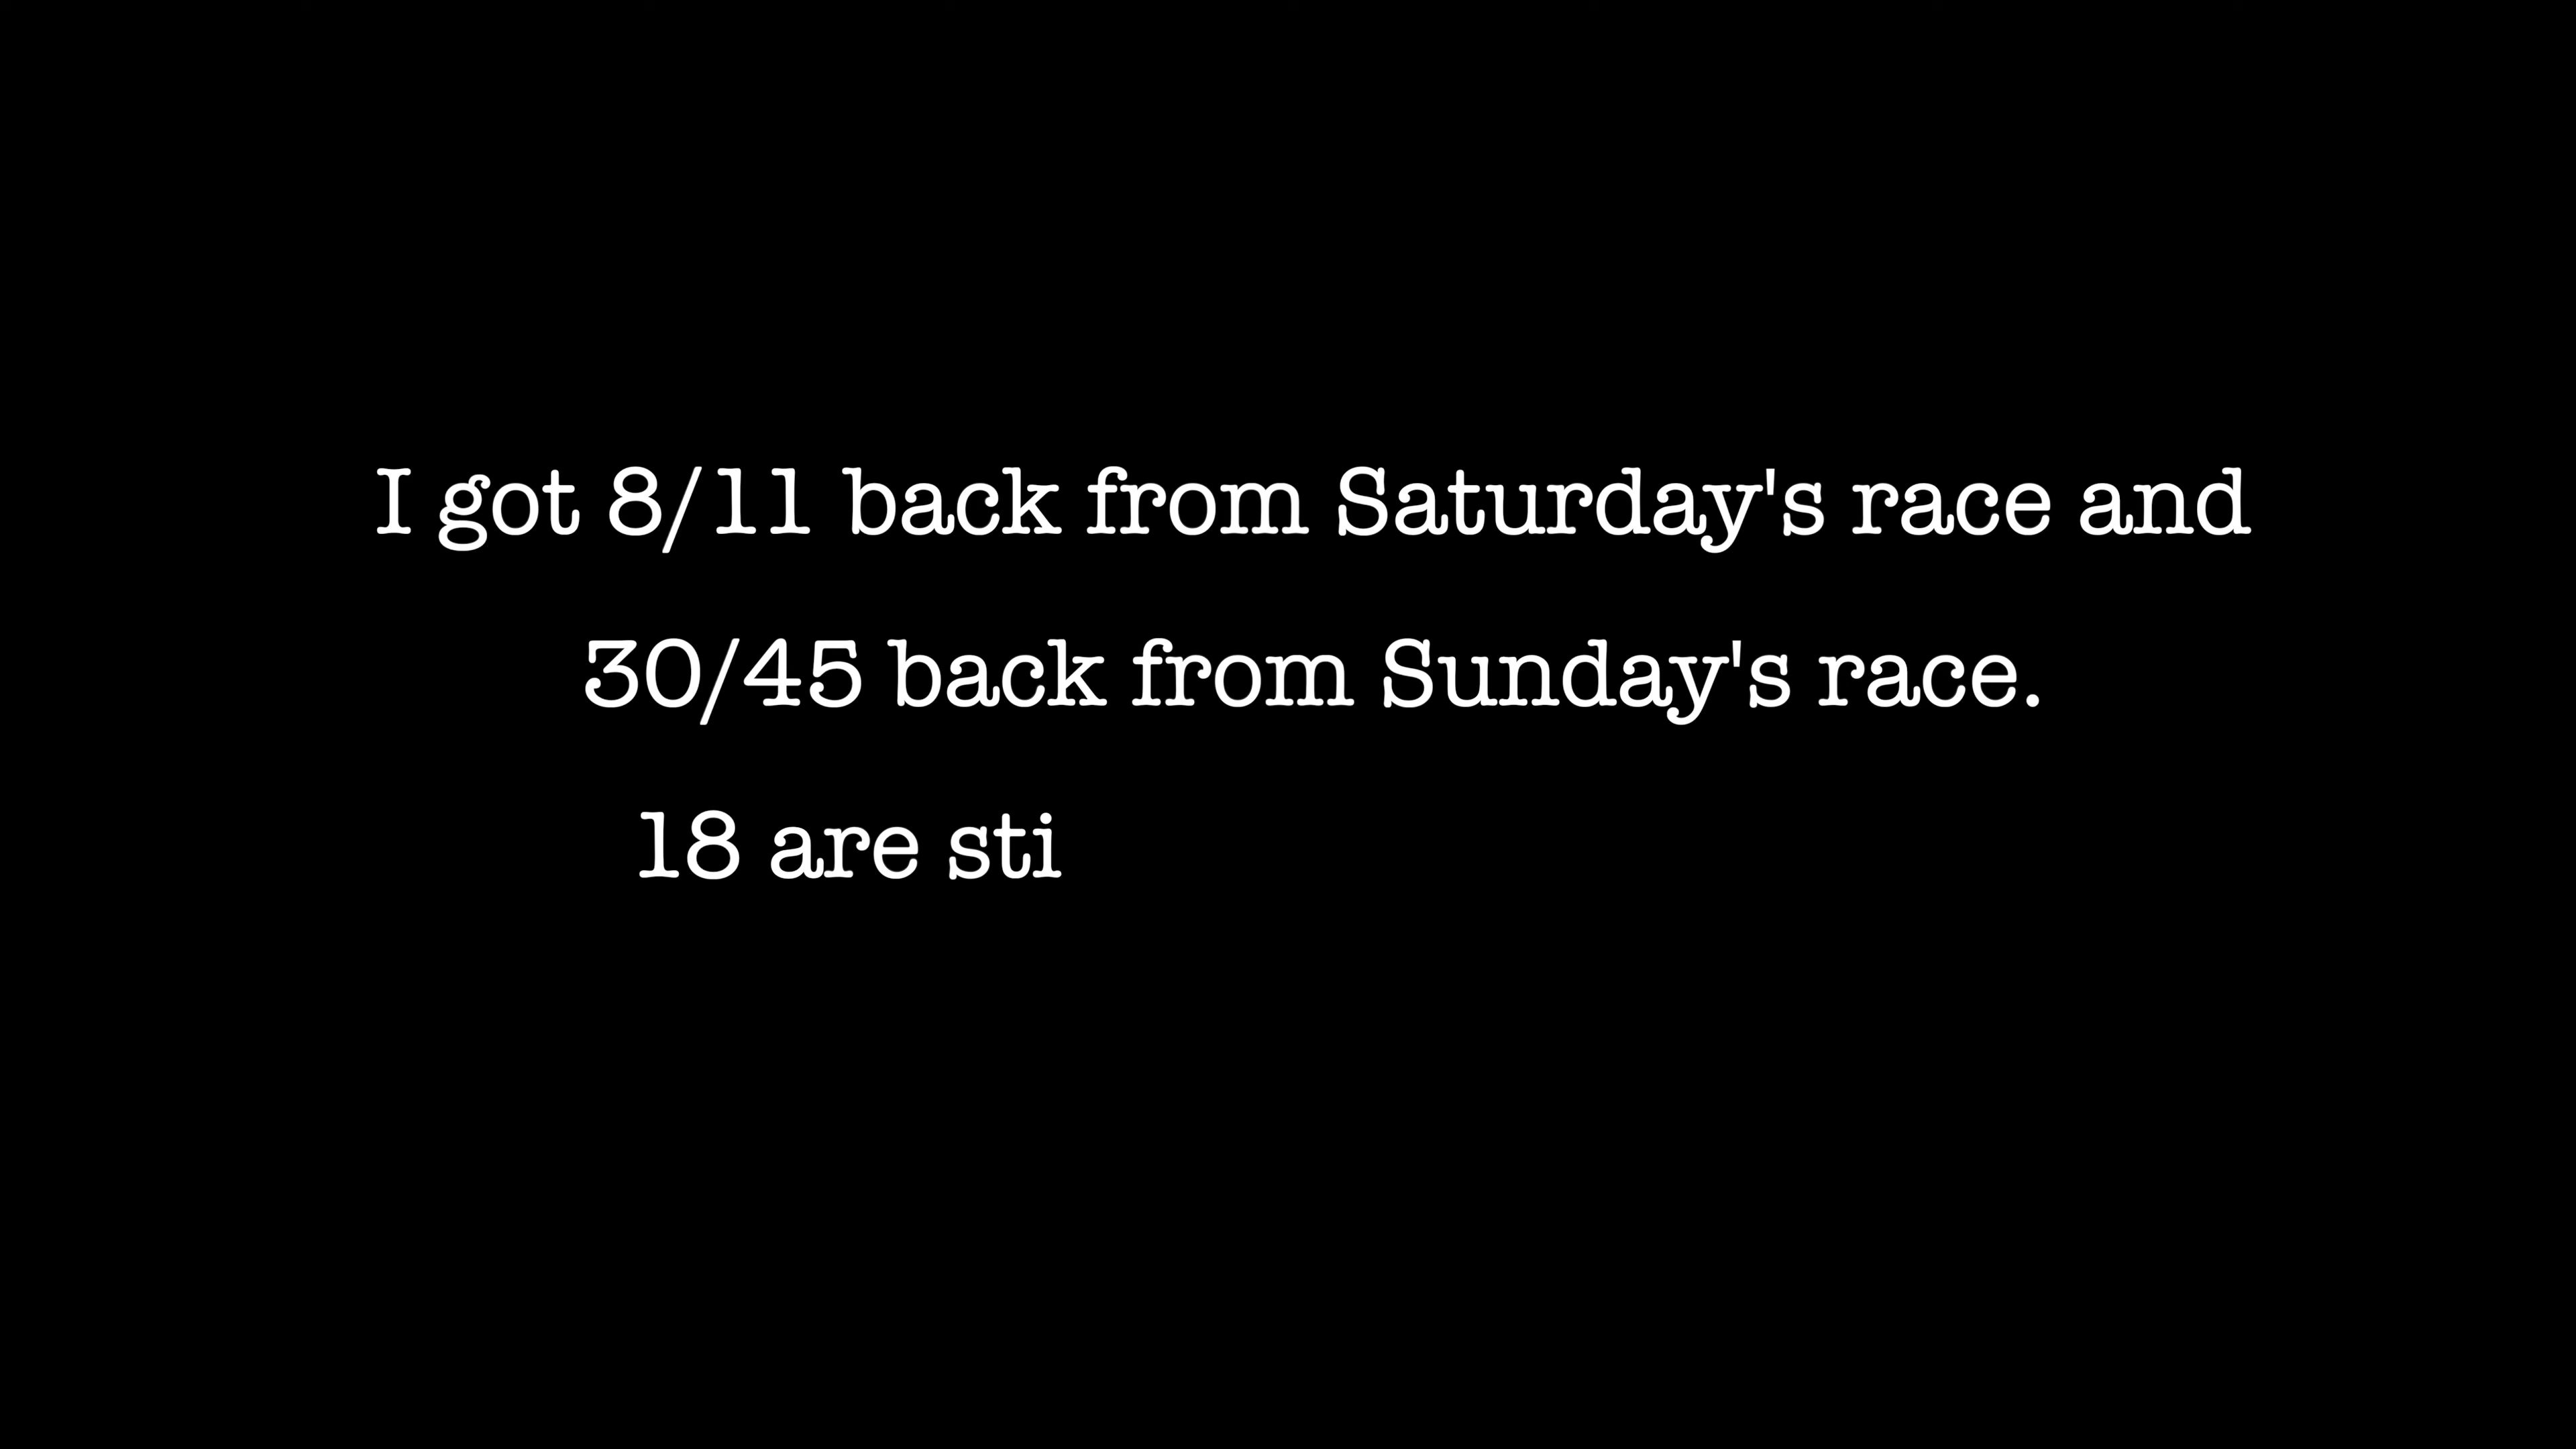 I got 8/11 back from Saturday's race and
30/45 back from Sunday's race.
18 are sti